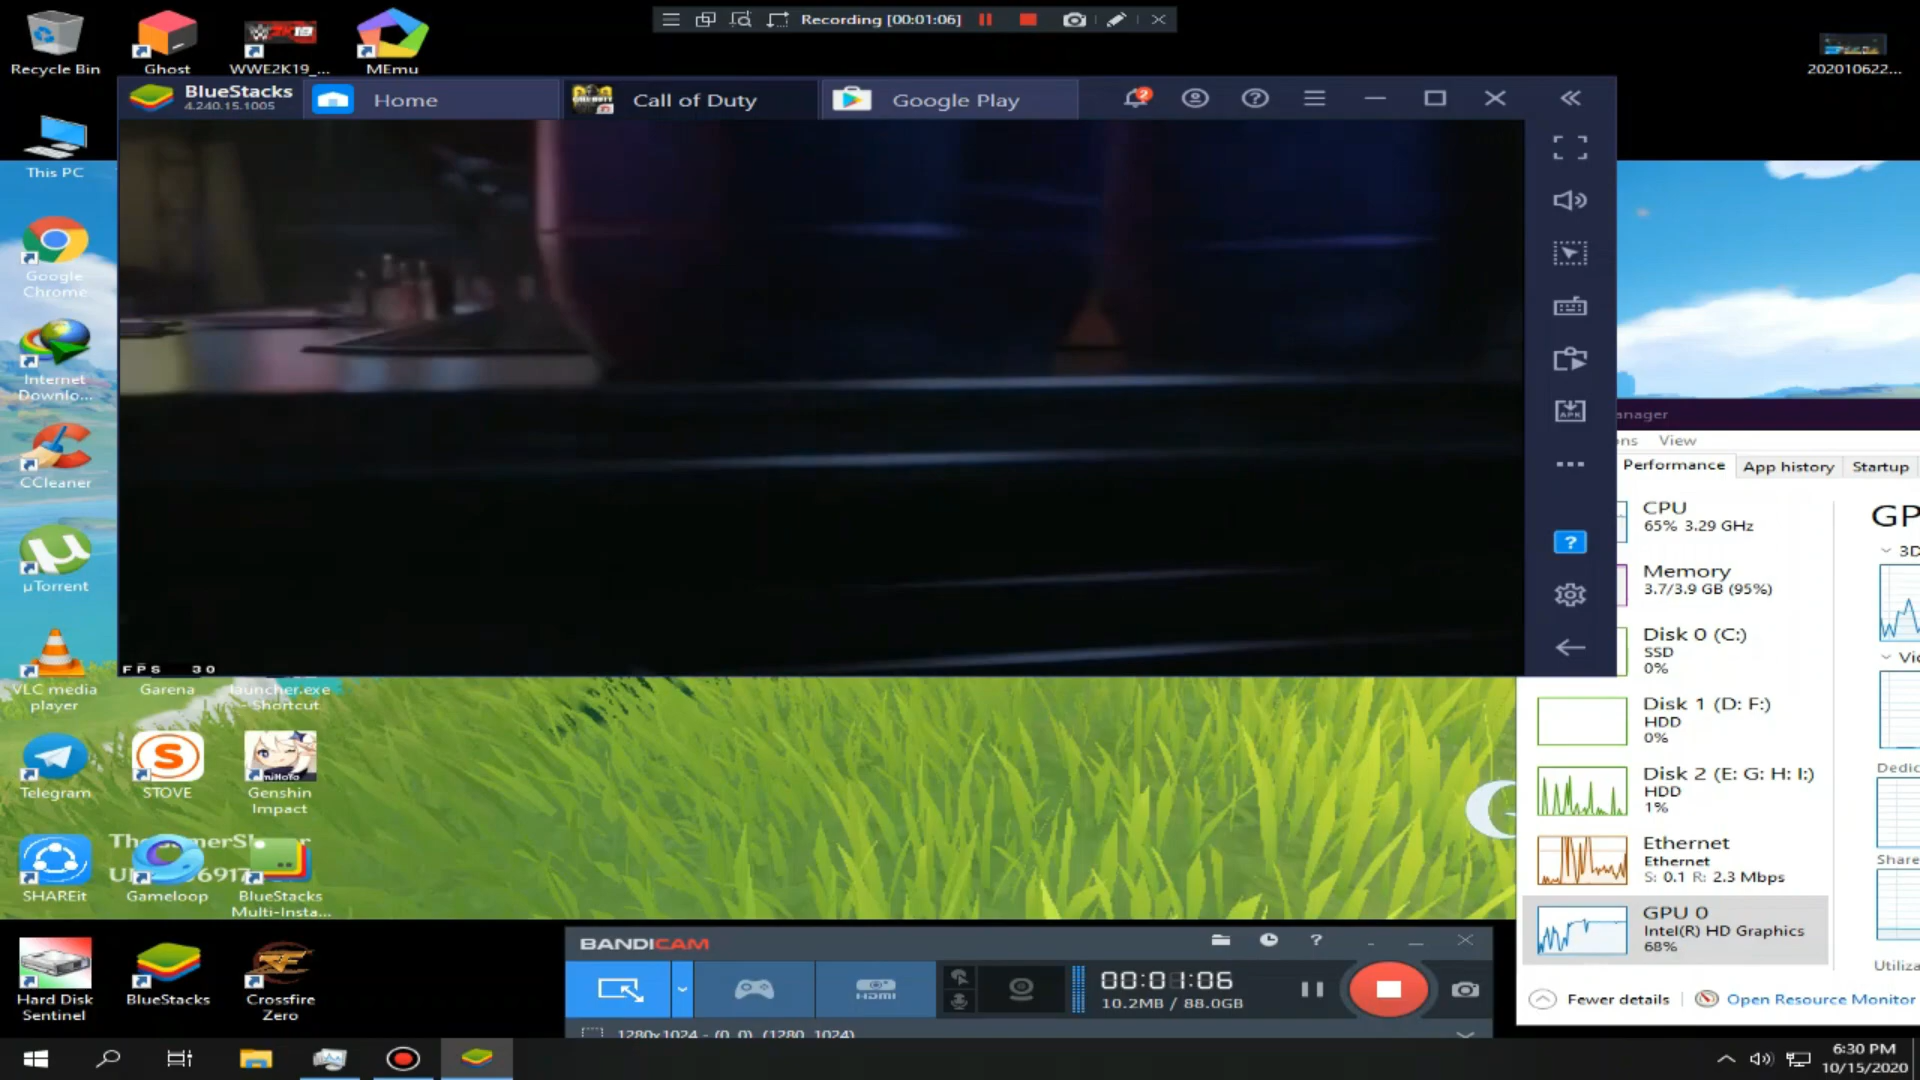 Recording [00:01:06]
Recycle Bin
Ghost
WWE2K19_...
MEmu
202010622...
BlueStacks
4.240.15.1005
Home
Call of Duty
Google Play
2
This PC
Google
Chrome
Internet
Downlo...
CCleaner
µTorrent
VLC media
player
Garena
launcher.exe
- Shortcut
FPS 30
Telegram
STOVE
miHoYo
Genshin
Impact
SHAREit
Gameloop
BlueStacks
Multi-Insta...
Hard Disk
Sentinel
BlueStacks
Crossfire
Zero
APK
?
anager
ons View
Performance
App history
Startup
CPU
65% 3.29 GHz
Memory
3.7/3.9 GB (95%)
Disk 0 (C:)
SSD
0%
Disk 1 (D: F:)
HDD
0%
Disk 2 (E: G: H: I:)
HDD
1%
Ethernet
Ethernet
S: 0.1 R: 2.3 Mbps
GPU 0
Intel(R) HD Graphics
68%
GP
3D
Vid
Dedic
Share
Utiliza
Fewer details
Open Resource Monitor
BANDICAM
HDMI
00:01:06
10.2MB / 88.0GB
1280x1024 - (0, 0), (1280, 1024)
6:30 PM
10/15/2020